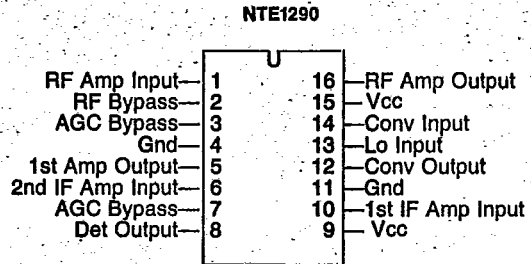 NTE1290
RF Amp Input 1 16 RF Amp Output
RF Bypass 2 15 Vcc
AGC Bypass 3 14 Conv Input
Gnd 4 13 Lo Input
1st Amp Output 5 12 Conv Output
2nd IF Amp Input 6 11 Gnd
AGC Bypass 7 10 1st IF Amp Input
Det Output 8 9 Vcc